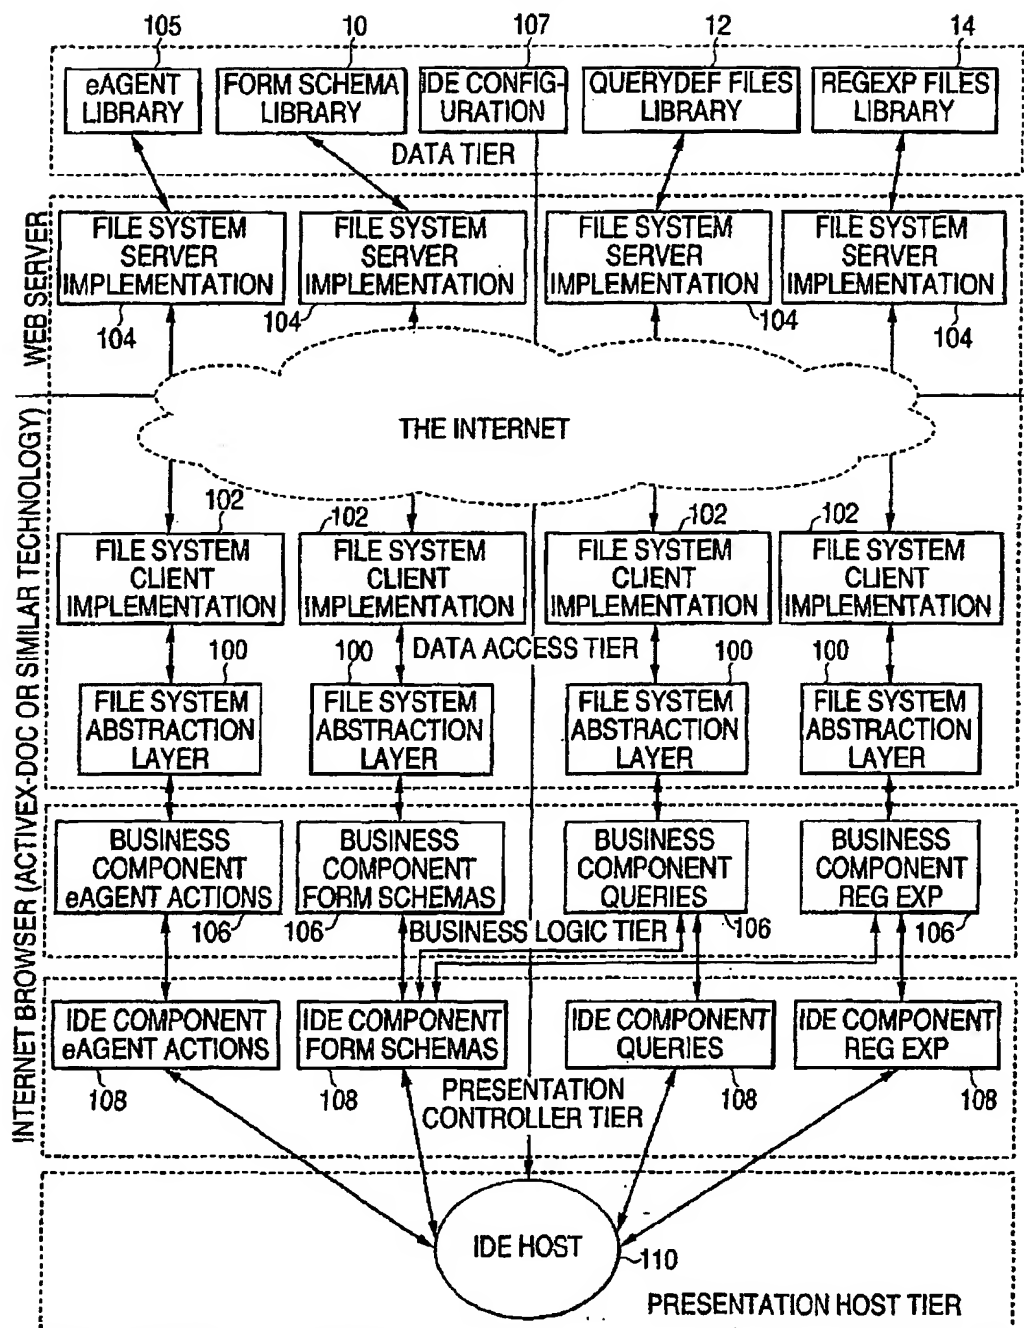 105
10
107
12
14
eAGENT
LIBRARY
FORM SCHEMA
LIBRARY
IDE CONFIG-
URATION
QUERYDEF FILES
LIBRARY
REGEXP FILES
LIBRARY
DATA TIER
WEB SERVER
FILE SYSTEM
SERVER
IMPLEMENTATION
FILE SYSTEM
SERVER
IMPLEMENTATION
FILE SYSTEM
SERVER
IMPLEMENTATION
FILE SYSTEM
SERVER
IMPLEMENTATION
104
104
104
104
THE INTERNET
INTERNET BROWSER (ACTIVEX-DOC OR SIMILAR TECHNOLOGY)
102
102
102
102
FILE SYSTEM
CLIENT
IMPLEMENTATION
FILE SYSTEM
CLIENT
IMPLEMENTATION
FILE SYSTEM
CLIENT
IMPLEMENTATION
FILE SYSTEM
CLIENT
IMPLEMENTATION
DATA ACCESS TIER
100
100
100
100
FILE SYSTEM
ABSTRACTION
LAYER
FILE SYSTEM
ABSTRACTION
LAYER
FILE SYSTEM
ABSTRACTION
LAYER
FILE SYSTEM
ABSTRACTION
LAYER
BUSINESS
COMPONENT
eAGENT ACTIONS
BUSINESS
COMPONENT
FORM SCHEMAS
BUSINESS
COMPONENT
QUERIES
BUSINESS
COMPONENT
REG EXP
106
106
106
106
BUSINESS LOGIC TIER
IDE COMPONENT
eAGENT ACTIONS
IDE COMPONENT
FORM SCHEMAS
IDE COMPONENT
QUERIES
IDE COMPONENT
REG EXP
108
108
108
108
PRESENTATION
CONTROLLER TIER
IDE HOST
110
PRESENTATION HOST TIER